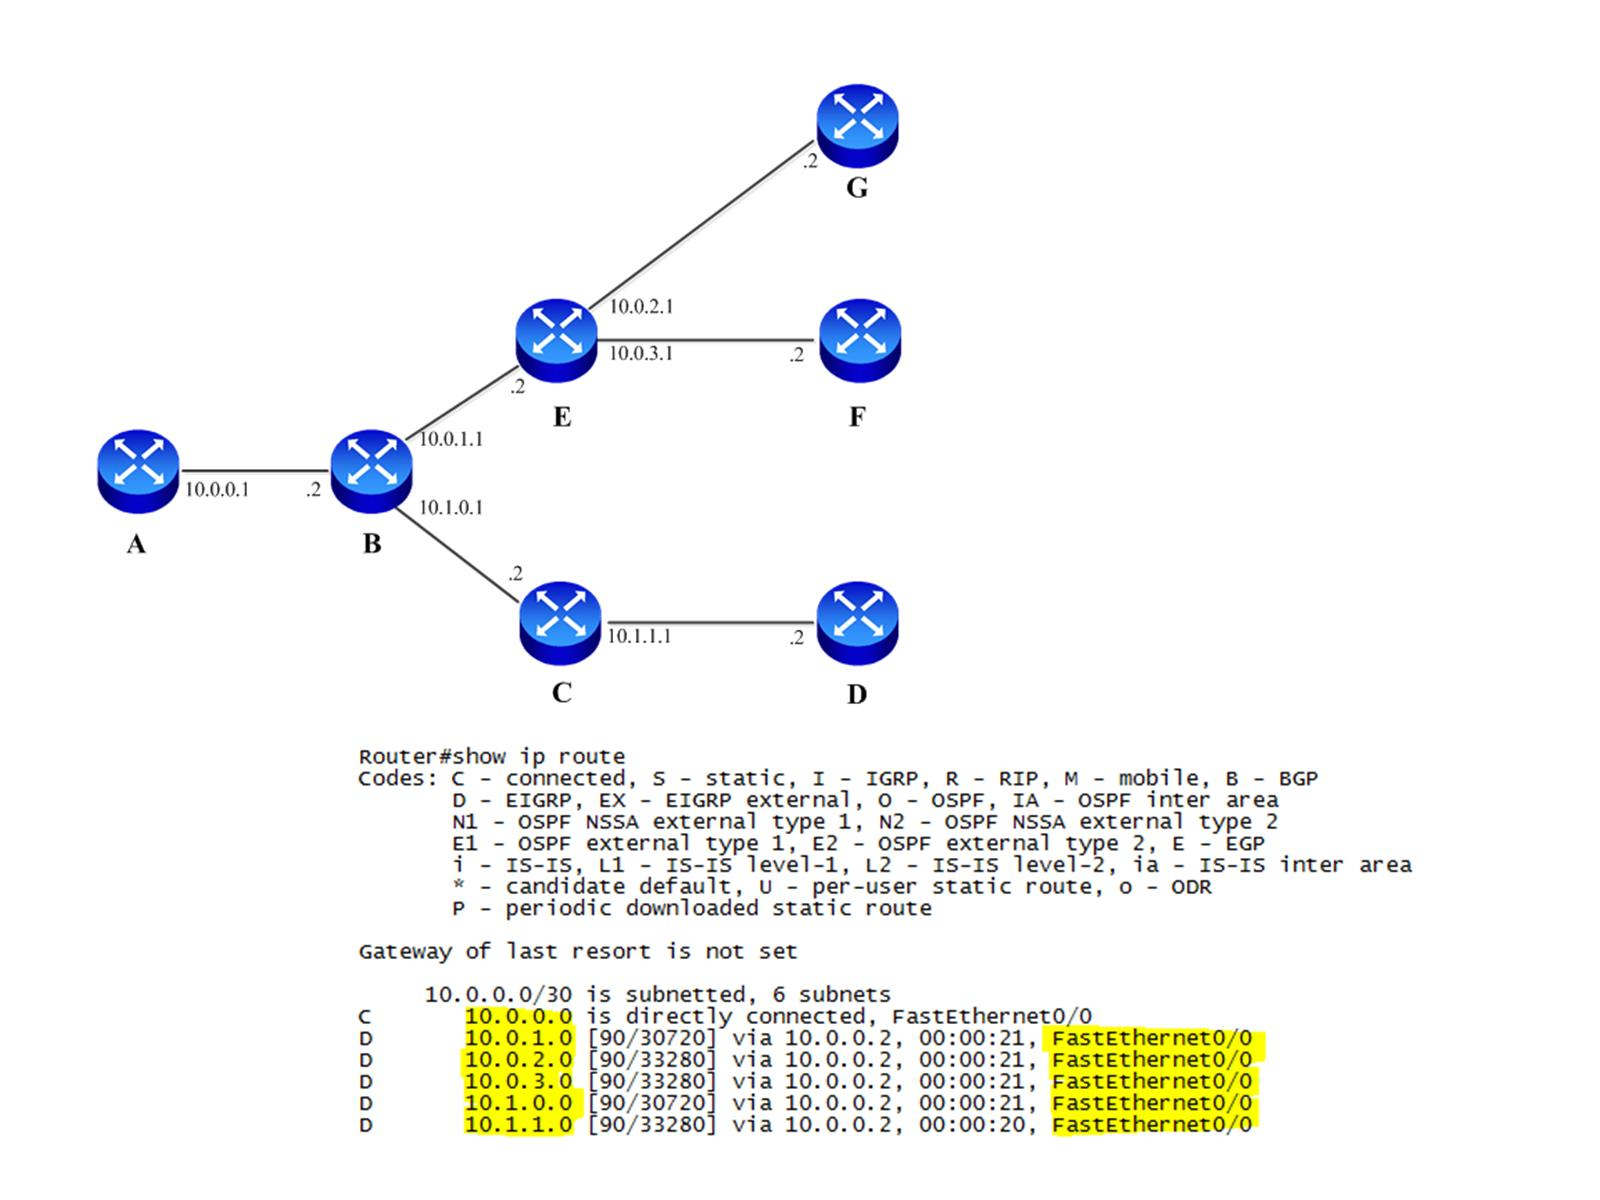 .2
G
10.0.2.1
10.0.3.1
.2
.2
E
F
10.0.1.1
10.0.0.1
.2
10.1.0.1
A
B
.2
10.1.1.1
.2
C
D
Router#show ip route
Codes: C - connected, S - static, I - IGRP, R - RIP, M - mobile, B - BGP
D - EIGRP, EX - EIGRP external, O - OSPF, IA - OSPF inter area
N1 - OSPF NSSA external type 1, N2 - OSPF NSSA external type 2
E1 - OSPF external type 1, E2 - OSPF external type 2, E - EGP
i - IS-IS, L1 - IS-IS level-1, L2 - IS-IS level-2, ia - IS-IS inter area
* - candidate default, U - per-user static route, o - ODR
P - periodic downloaded static route
Gateway of last resort is not set
10.0.0.0/30 is subnetted, 6 subnets
C 10.0.0.0 is directly connected, FastEthernet0/0
D 10.0.1.0 [90/30720] via 10.0.0.2, 00:00:21, FastEthernet0/0
D 10.0.2.0 [90/33280] via 10.0.0.2, 00:00:21, FastEthernet0/0
D 10.0.3.0 [90/33280] via 10.0.0.2, 00:00:21, FastEthernet0/0
D 10.1.0.0 [90/30720] via 10.0.0.2, 00:00:21, FastEthernet0/0
D 10.1.1.0 [90/33280] via 10.0.0.2, 00:00:20, FastEthernet0/0